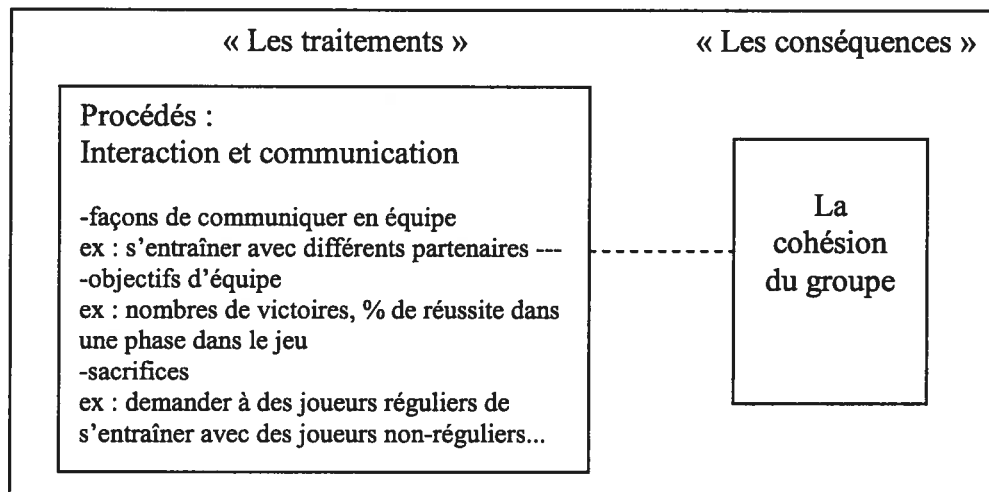 « Les traitements »
« Les conséquences »
Procédés :
Interaction et communication
-façons de communiquer en équipe
ex : s’entraîner avec différents partenaires ---
-objectifs d’équipe
ex : nombres de victoires, % de réussite dans
une phase dans le jeu
-sacrifices
ex : demander à des joueurs réguliers de
s’entraîner avec des joueurs non-réguliers...
La
cohésion
du groupe